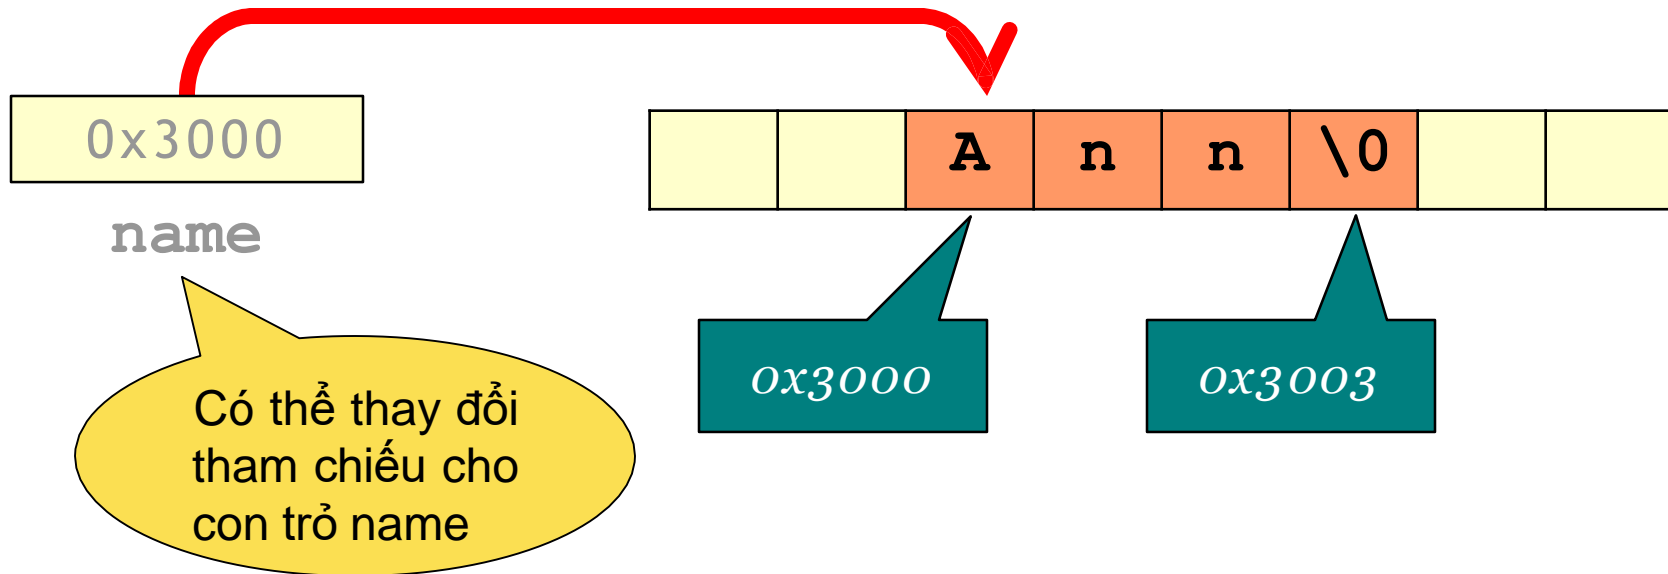 0x3000
A n n \0
name
0x3000
0x3003
Có thể thay đổi
tham chiếu cho
con trỏ name